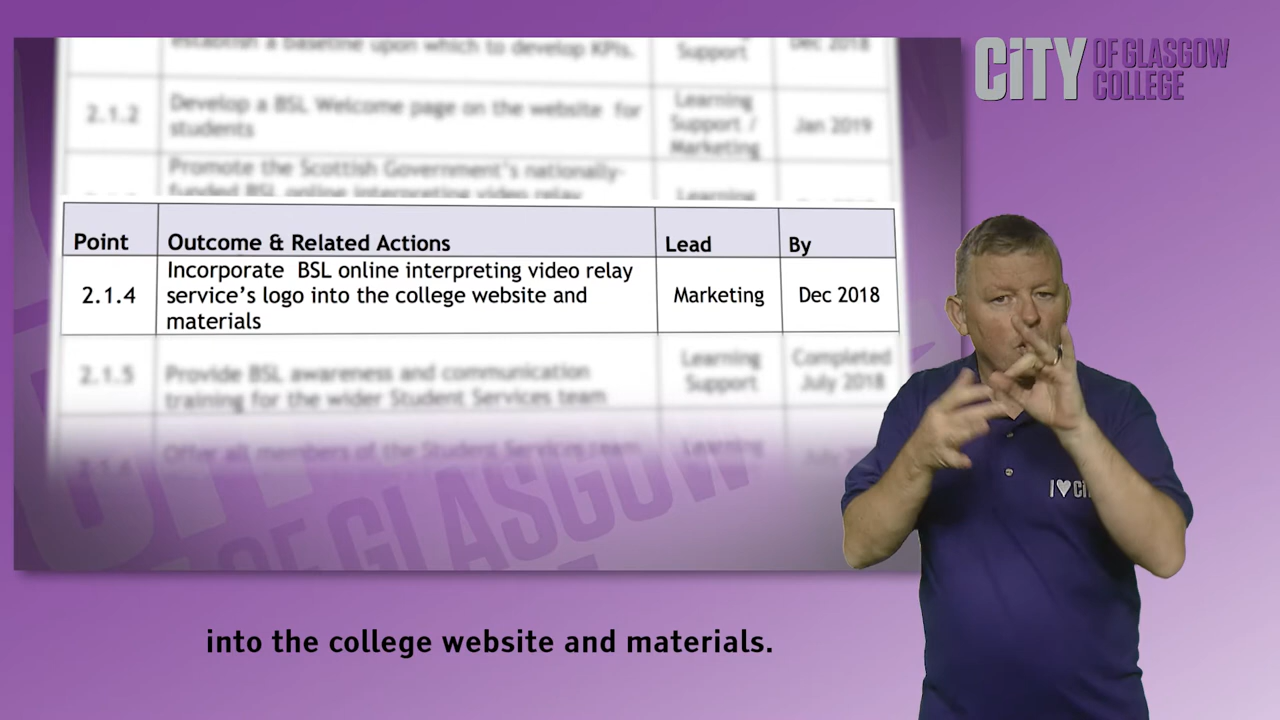 establish a baseline upon which to develop KPIs.
Support
Dec 2018
CiTY OF GLASGOW COLLEGE
2.1.2
Develop a BSL Welcome page on the website for
students
Learning
Support /
Marketing
Jan 2019
Promote the Scottish Government's nationally-
funded BSL online interpreting video relay
Learning
Point
Outcome & Related Actions
Lead
By
2.1.4
Incorporate BSL online interpreting video relay
service's logo into the college website and
materials
Marketing
Dec 2018
2.1.5
Provide BSL awareness and communication
training for the wider Student Services team
Learning
Support
Completed
July 2018
Offer all members of the Student Services team
Learning
I♥Ci
OF GLASGOW
into the college website and materials.